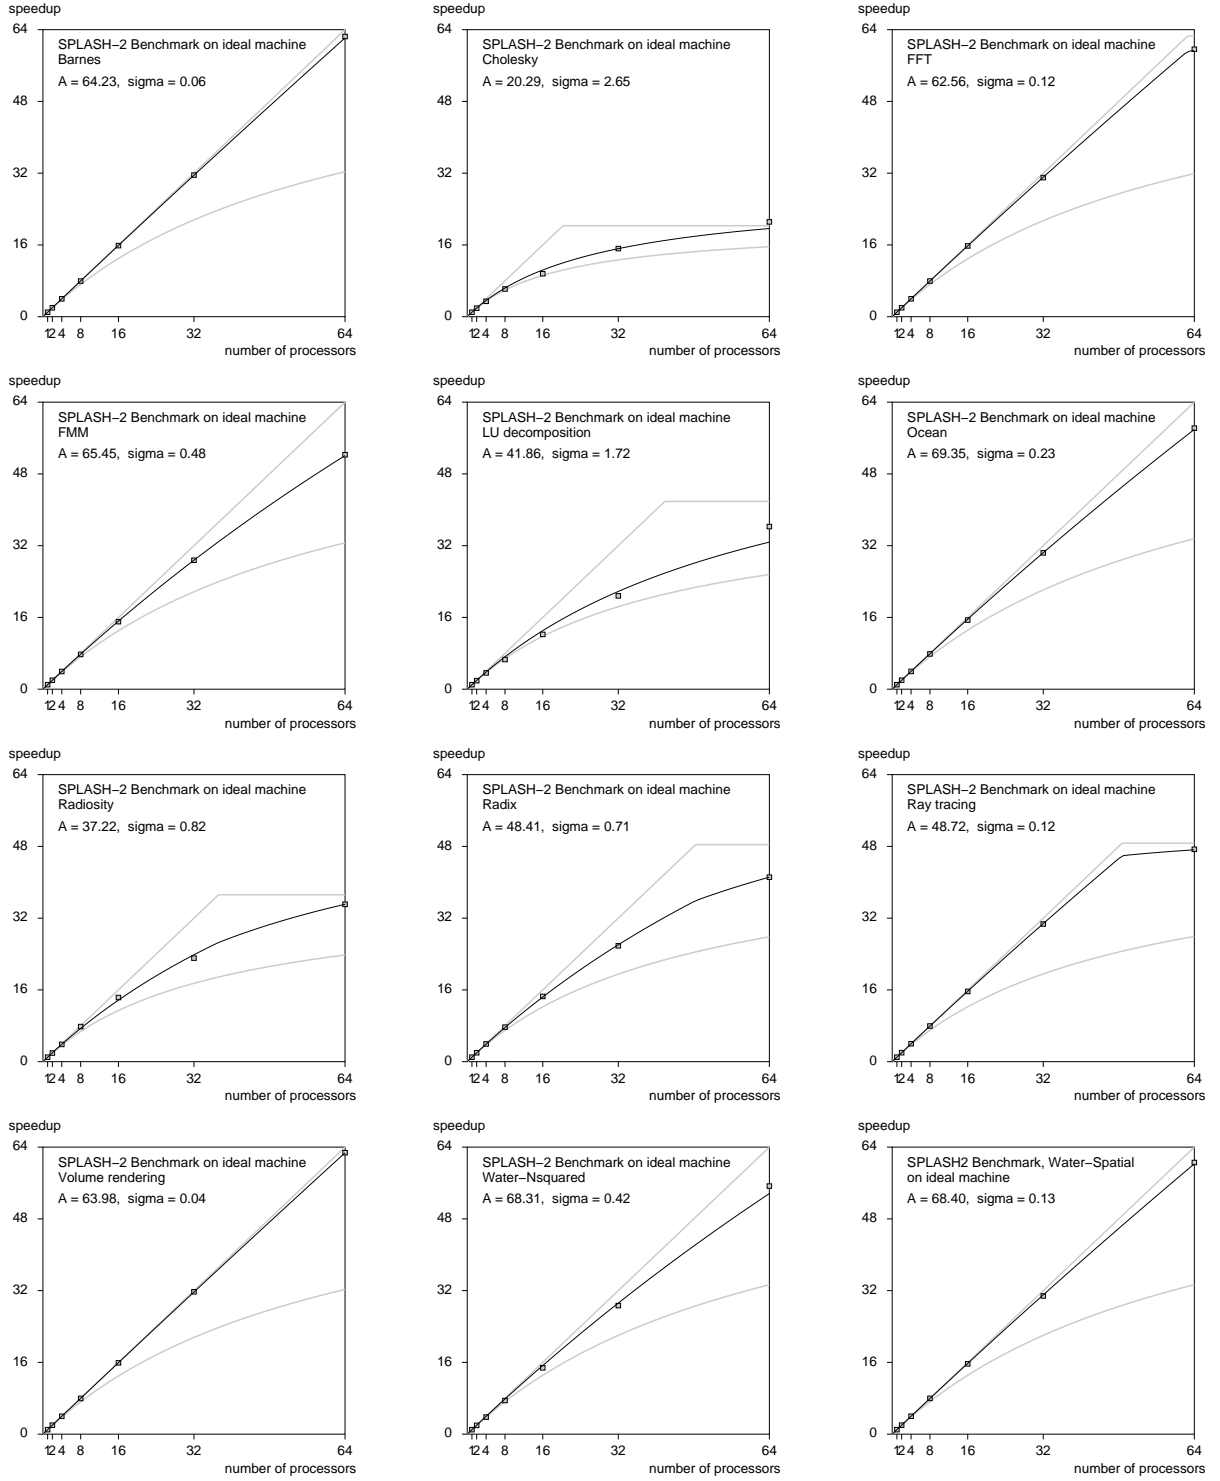 speedup
64
48
32
16
0
SPLASH−2 Benchmark on ideal machine
Barnes
A = 64.23, sigma = 0.06
1 2 4 8 16 32 64
number of processors
speedup
64
48
32
16
0
SPLASH−2 Benchmark on ideal machine
Cholesky
A = 20.29, sigma = 2.65
1 2 4 8 16 32 64
number of processors
speedup
64
48
32
16
0
SPLASH−2 Benchmark on ideal machine
FFT
A = 62.56, sigma = 0.12
1 2 4 8 16 32 64
number of processors
speedup
64
48
32
16
0
SPLASH−2 Benchmark on ideal machine
FMM
A = 65.45, sigma = 0.48
1 2 4 8 16 32 64
number of processors
speedup
64
48
32
16
0
SPLASH−2 Benchmark on ideal machine
LU decomposition
A = 41.86, sigma = 1.72
1 2 4 8 16 32 64
number of processors
speedup
64
48
32
16
0
SPLASH−2 Benchmark on ideal machine
Ocean
A = 69.35, sigma = 0.23
1 2 4 8 16 32 64
number of processors
speedup
64
48
32
16
0
SPLASH−2 Benchmark on ideal machine
Radiosity
A = 37.22, sigma = 0.82
1 2 4 8 16 32 64
number of processors
speedup
64
48
32
16
0
SPLASH−2 Benchmark on ideal machine
Radix
A = 48.41, sigma = 0.71
1 2 4 8 16 32 64
number of processors
speedup
64
48
32
16
0
SPLASH−2 Benchmark on ideal machine
Ray tracing
A = 48.72, sigma = 0.12
1 2 4 8 16 32 64
number of processors
speedup
64
48
32
16
0
SPLASH−2 Benchmark on ideal machine
Volume rendering
A = 63.98, sigma = 0.04
1 2 4 8 16 32 64
number of processors
speedup
64
48
32
16
0
SPLASH−2 Benchmark on ideal machine
Water−Nsquared
A = 68.31, sigma = 0.42
1 2 4 8 16 32 64
number of processors
speedup
64
48
32
16
0
SPLASH2 Benchmark, Water−Spatial
on ideal machine
A = 68.40, sigma = 0.13
1 2 4 8 16 32 64
number of processors